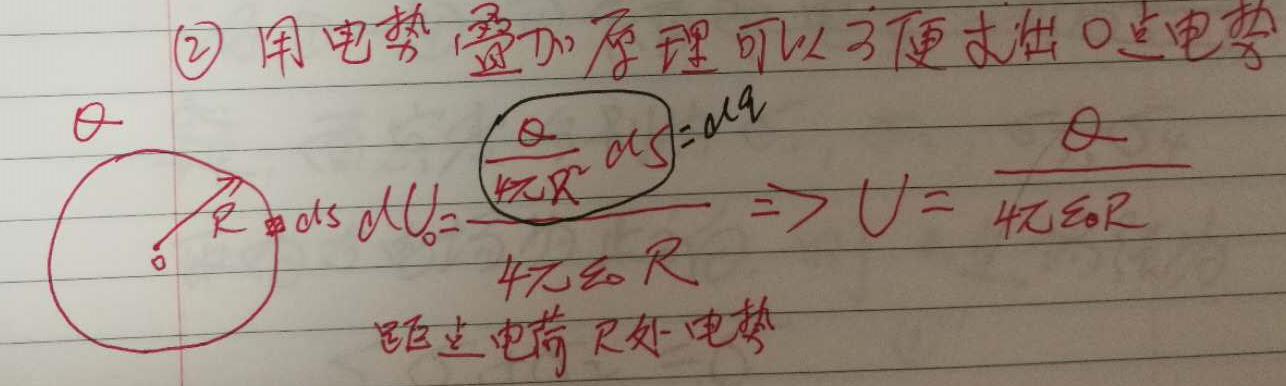 ② 用电势叠加原理可以方便求出O点电势
Q
R ds dU₀ = (Q/4πR² ds) / 4πε₀R => U = Q/4πε₀R
= dq
o
距点电荷R处电势